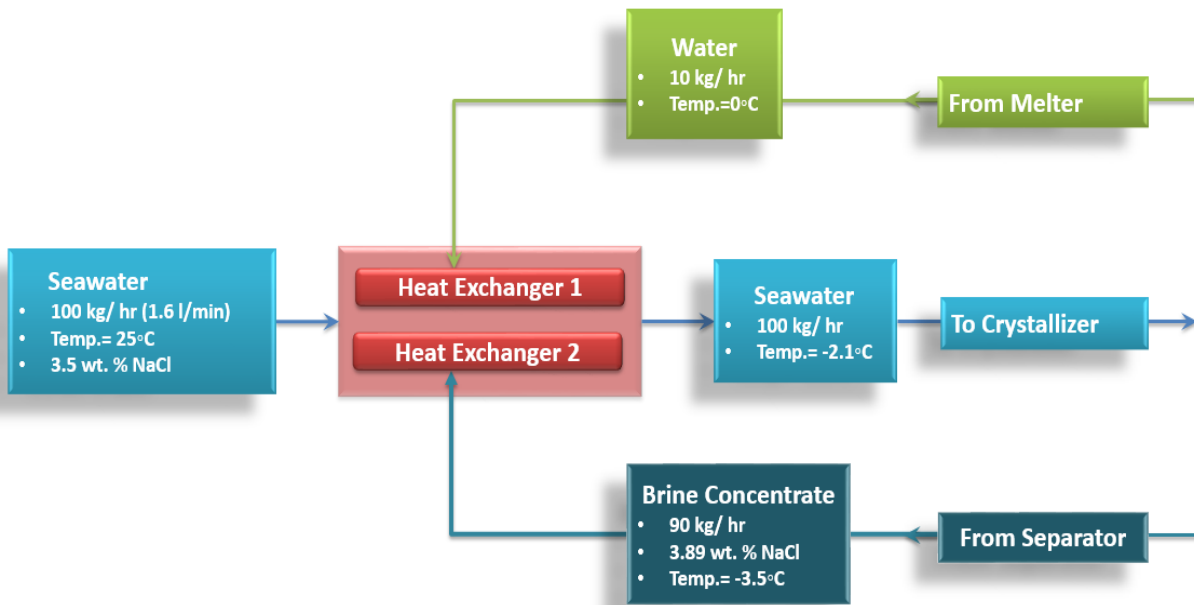 Water
• 10 kg/ hr
• Temp.=0◦C
From Melter
Seawater
• 100 kg/ hr (1.6 l/min)
• Temp.= 25◦C
• 3.5 wt. % NaCl
Heat Exchanger 1
Heat Exchanger 2
Seawater
• 100 kg/ hr
• Temp.= -2.1◦C
To Crystallizer
Brine Concentrate
• 90 kg/ hr
• 3.89 wt. % NaCl
• Temp.= -3.5◦C
From Separator